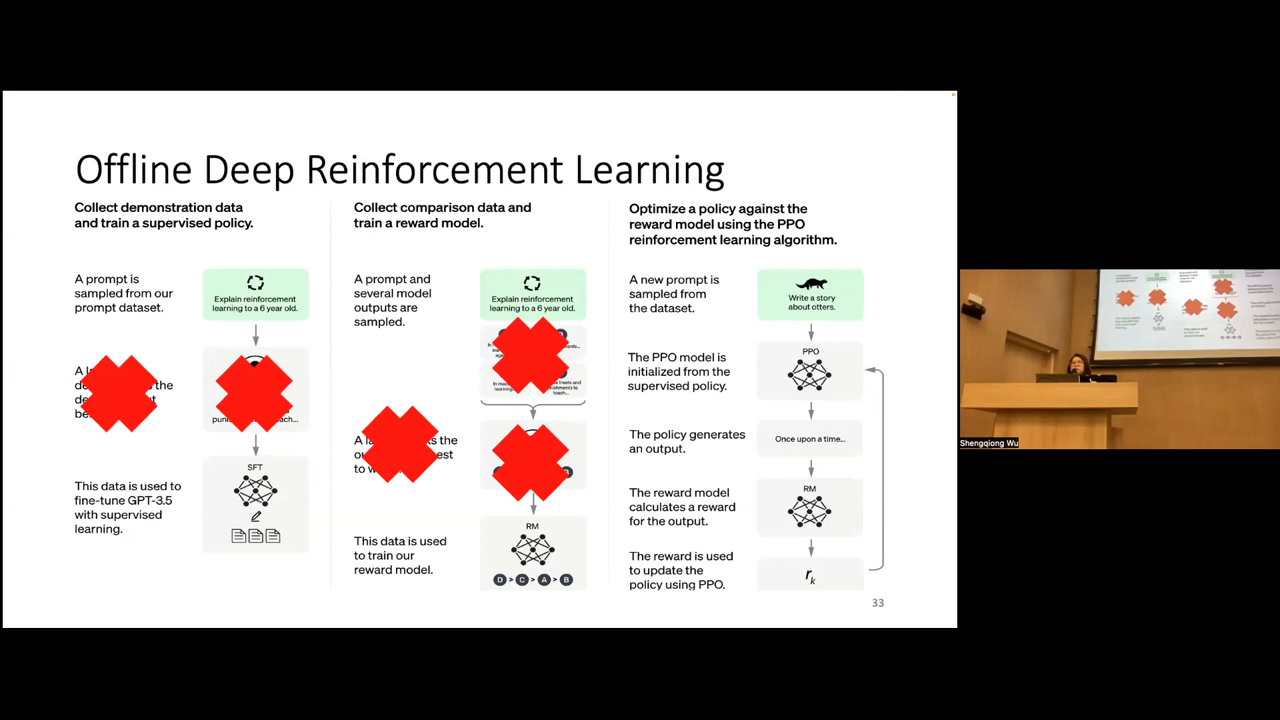 Offline Deep Reinforcement Learning
Collect demonstration data
and train a supervised policy.
A prompt is
sampled from our
prompt dataset.
Explain reinforcement
learning to a 6 year old.
the
SFT
This data is used to
fine-tune GPT-3.5
with supervised
learning.
Collect comparison data and
train a reward model.
A prompt and
several model
outputs are
sampled.
Explain reinforcement
learning to a 6 year old.
the
to
RM
This data is used
to train our
reward model.
D > C > A > B
Optimize a policy against the
reward model using the PPO
reinforcement learning algorithm.
A new prompt is
sampled from
the dataset.
Write a story
about otters.
The PPO model is
initialized from the
supervised policy.
PPO
The policy generates
an output.
Once upon a time...
The reward model
calculates a reward
for the output.
RM
The reward is used
to update the
policy using PPO.
rk
33
Shengqiong Wu